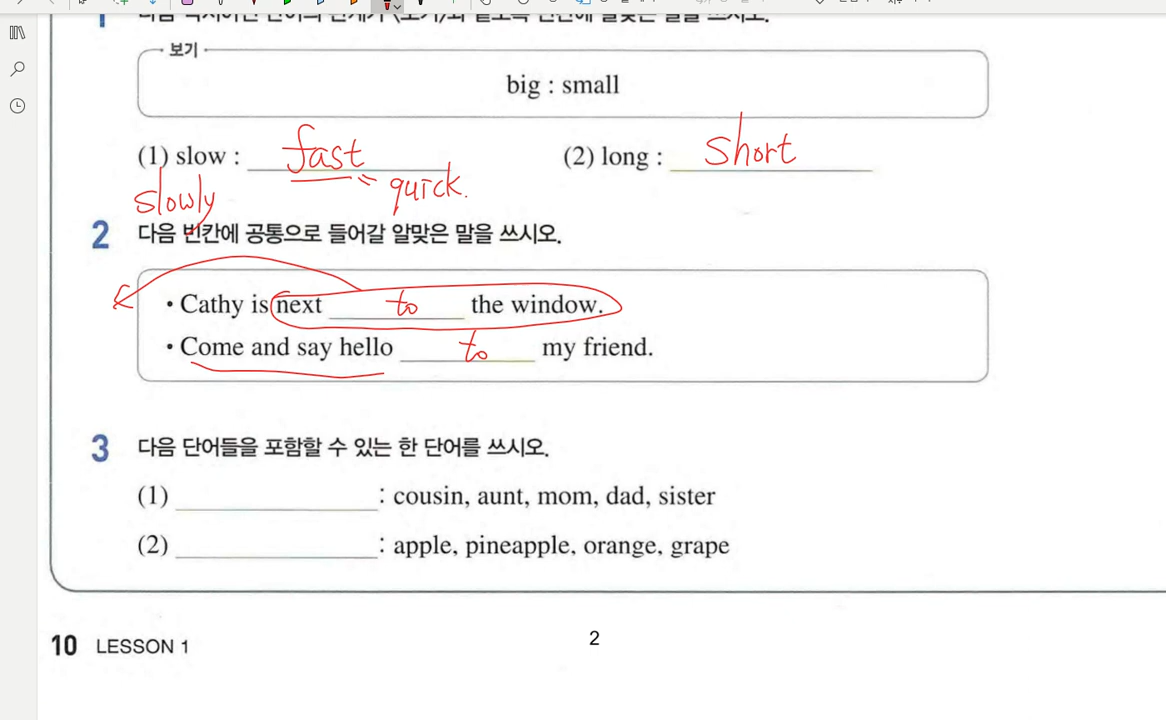 1
보기
big : small
(1) slow : fast (2) long : short
slowly = quick.
2 다음 빈칸에 공통으로 들어갈 알맞은 말을 쓰시오.
• Cathy is next to the window.
• Come and say hello to my friend.
3 다음 단어들을 포함할 수 있는 한 단어를 쓰시오.
(1) : cousin, aunt, mom, dad, sister
(2) : apple, pineapple, orange, grape
10 LESSON 1
2